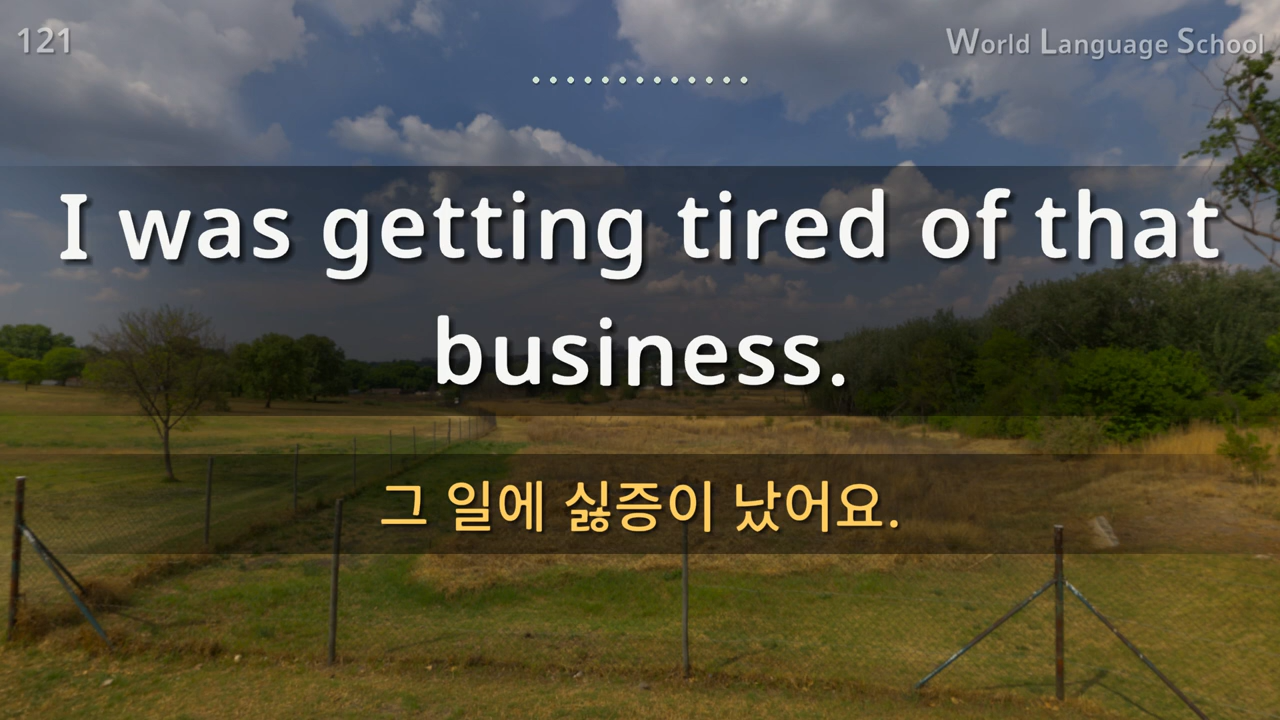 121
World Language School
I was getting tired of that
business.
그 일에 싫증이 났어요.